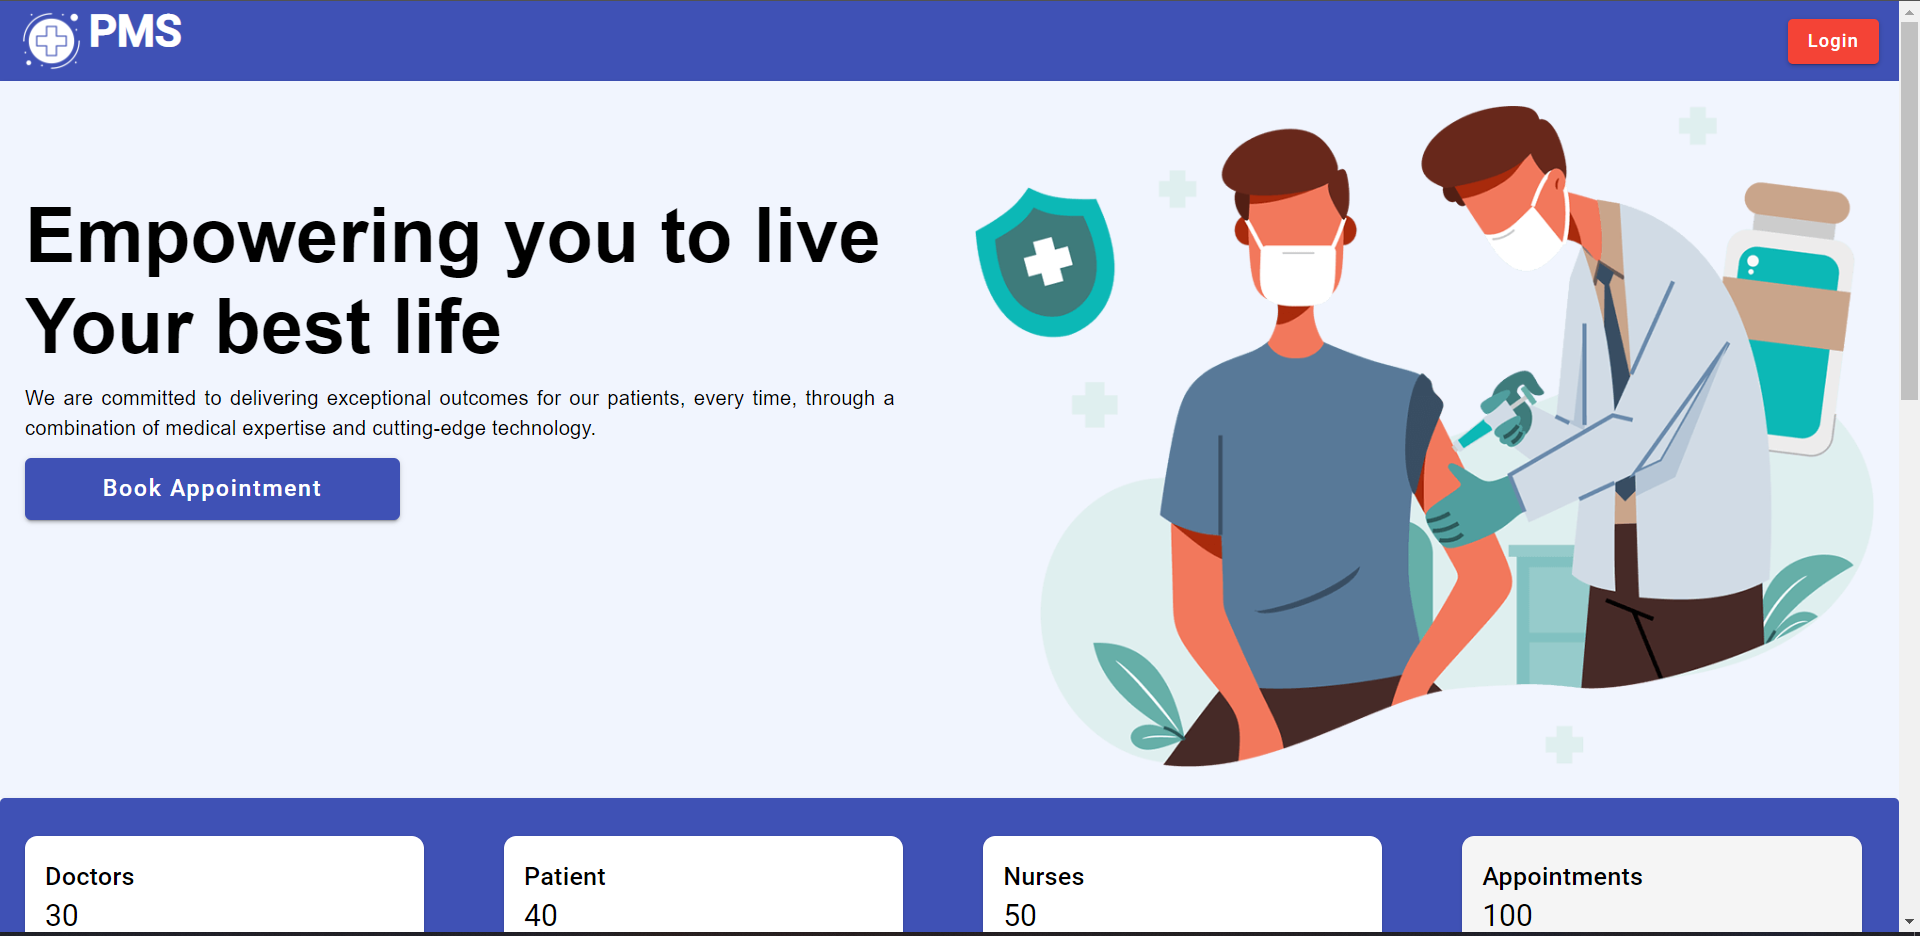 PMS
Login
Empowering you to live
Your best life
We are committed to delivering exceptional outcomes for our patients, every time, through a
combination of medical expertise and cutting-edge technology.
Book Appointment
Doctors
30
Patient
40
Nurses
50
Appointments
100